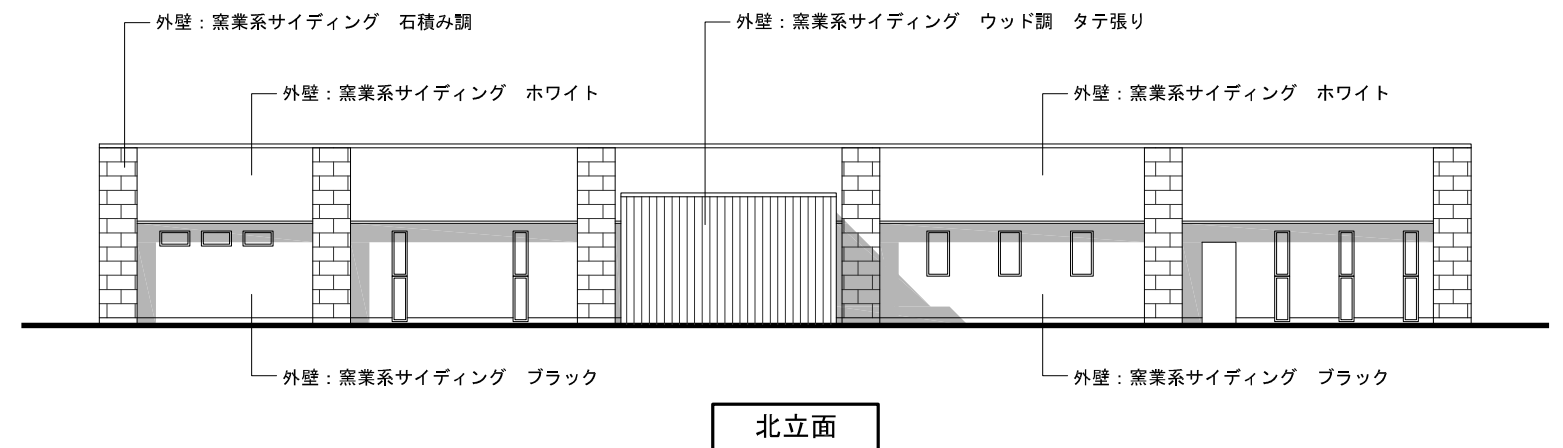 外壁：窯業系サイディング　石積み調
外壁：窯業系サイディング　ウッド調　タテ張り
外壁：窯業系サイディング　ホワイト
外壁：窯業系サイディング　ホワイト
外壁：窯業系サイディング　ブラック
外壁：窯業系サイディング　ブラック
北立面